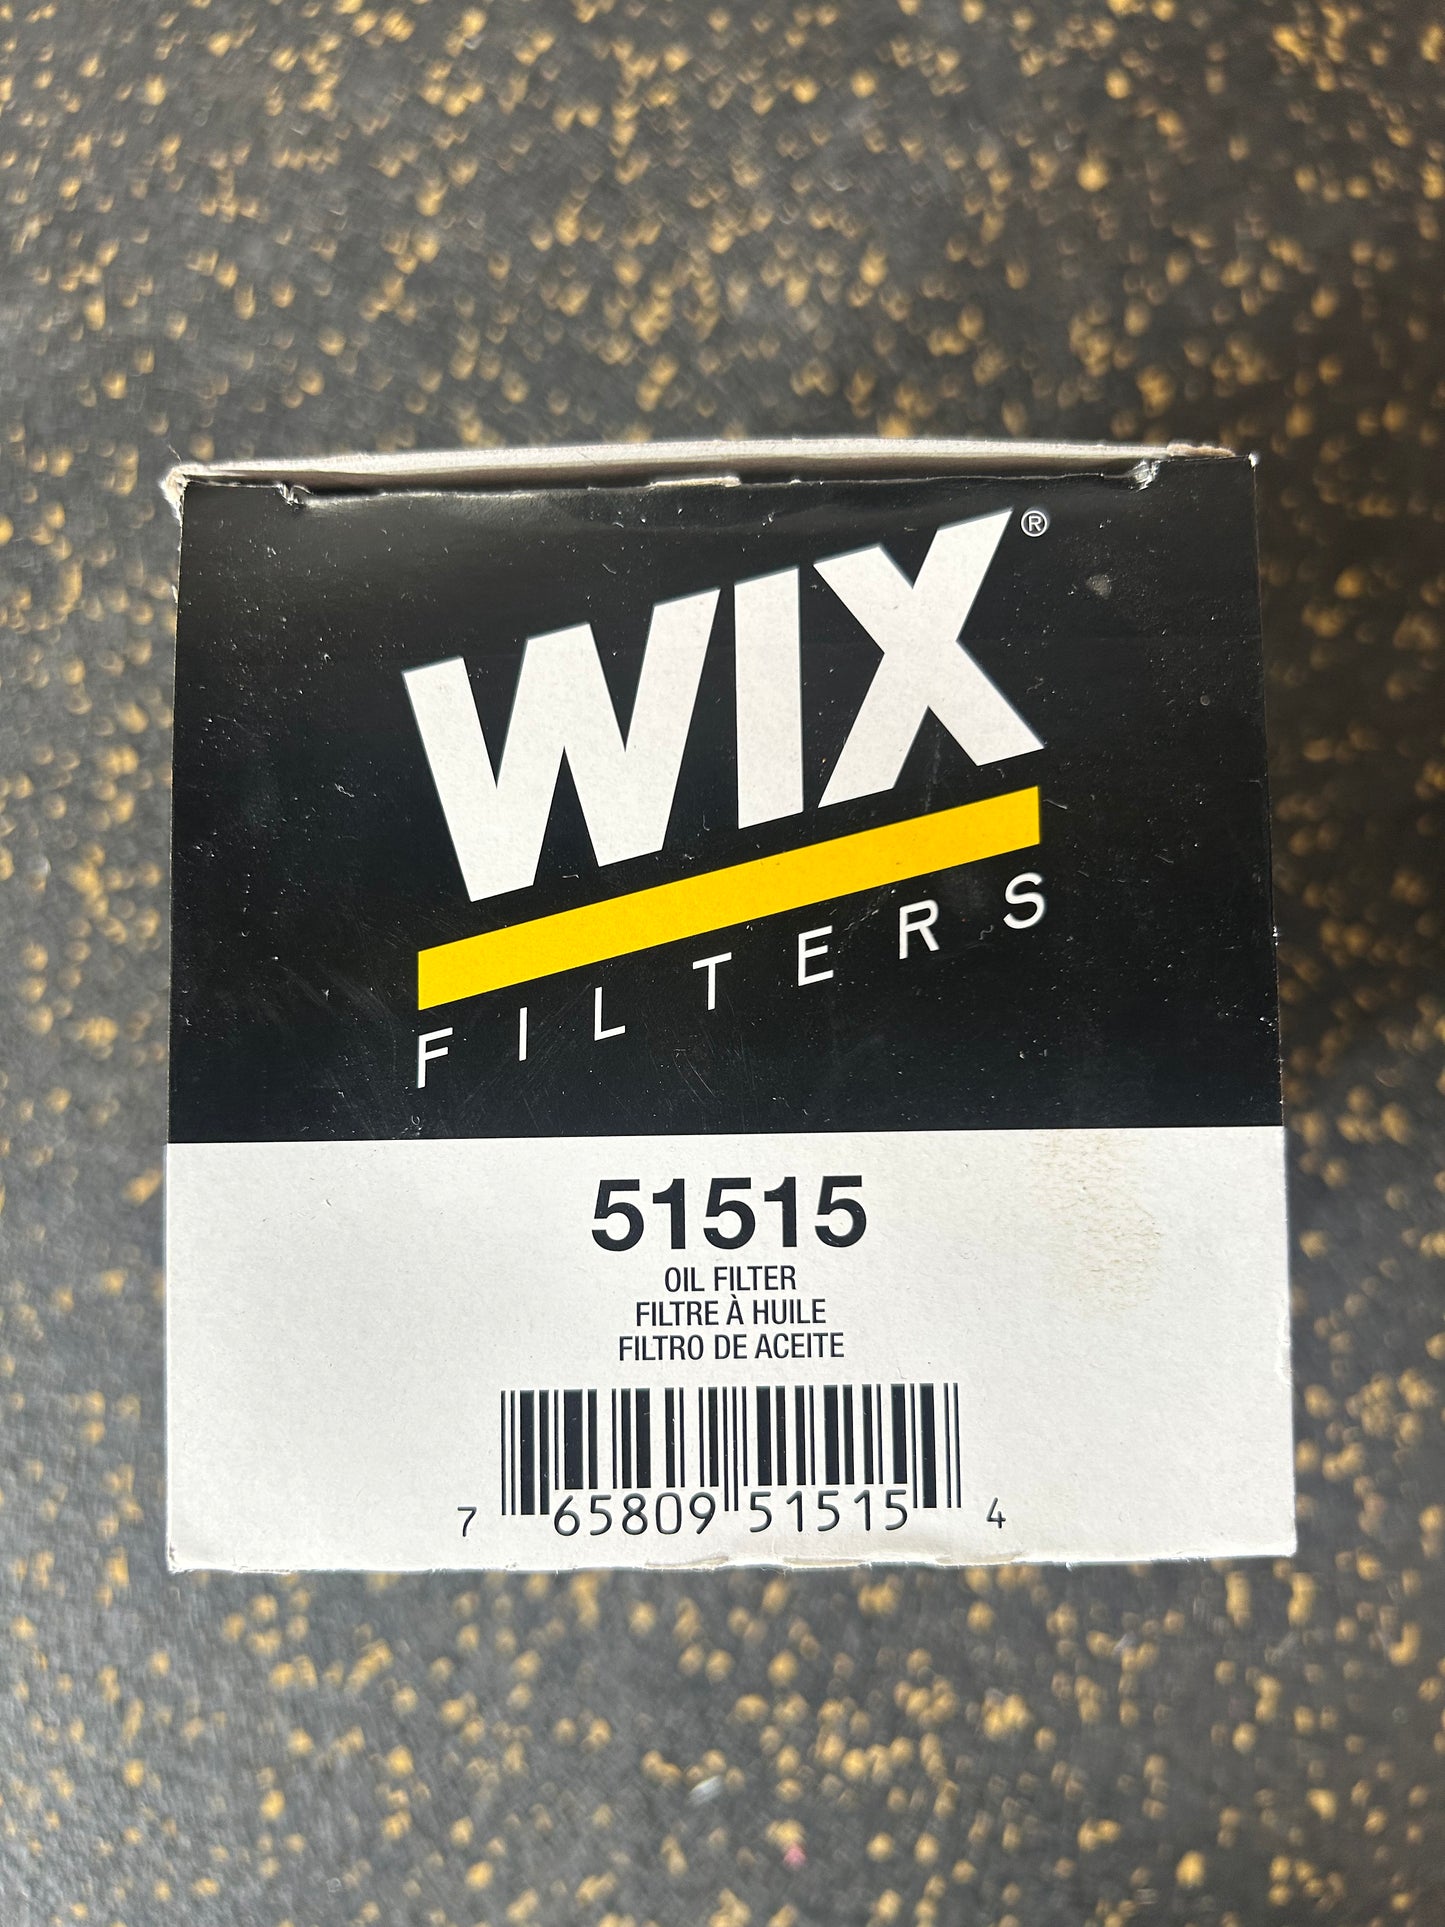 WIX®
FILTERS
51515
OIL FILTER
FILTRE À HUILE
FILTRO DE ACEITE
7 65809 51515 4